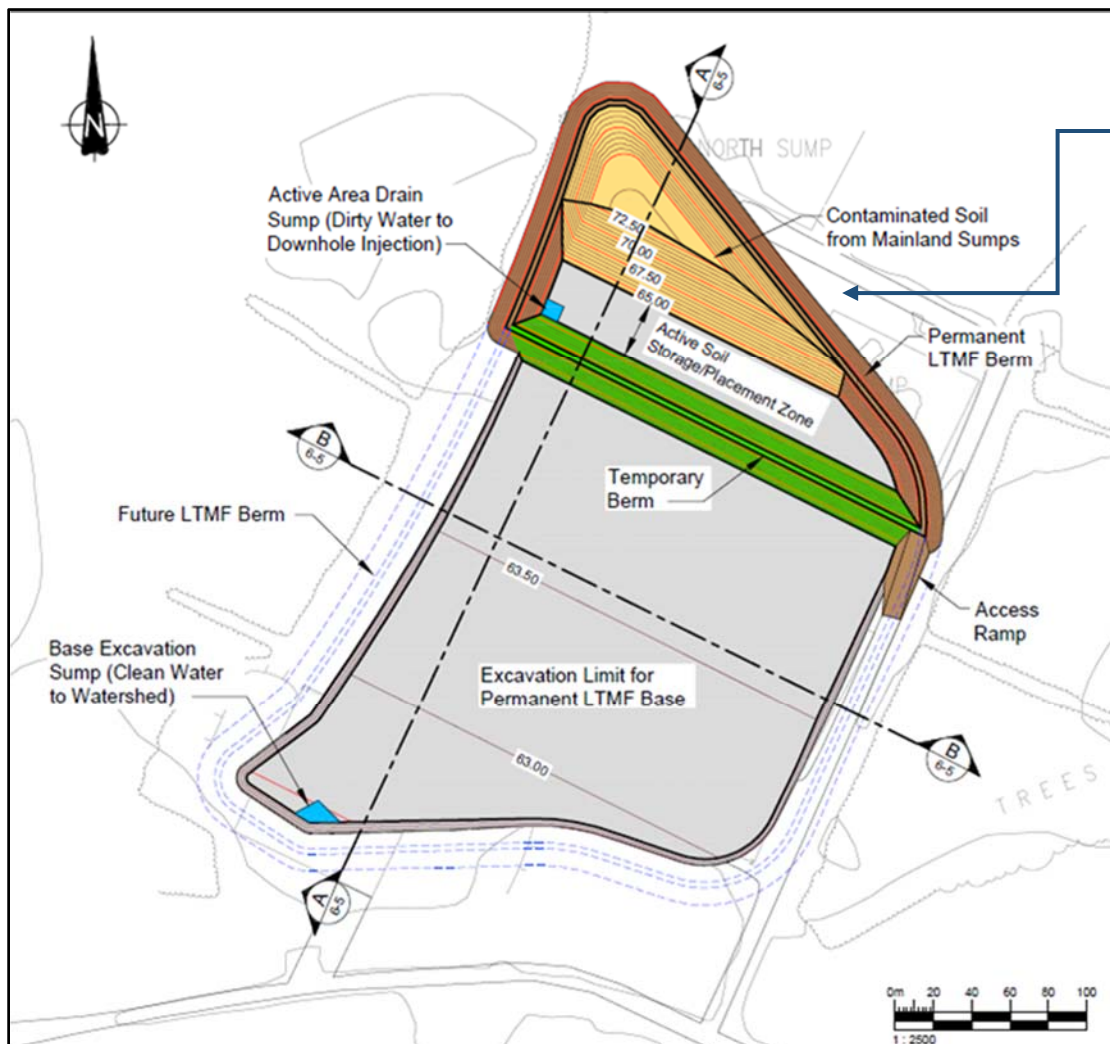 N
A
6-5
NORTH SUMP
Active Area Drain
Sump (Dirty Water to
Downhole Injection)
Contaminated Soil
from Mainland Sumps
72.50
70.00
67.50
65.00
Active Soil
Storage/Placement Zone
Permanent
LTMF Berm
B
6-5
Temporary
Berm
Future LTMF Berm
63.50
Access
Ramp
Base Excavation
Sump (Clean Water
to Watershed)
Excavation Limit for
Permanent LTMF Base
63.00
B
6-5
TREES
A
6-5
0m 20 40 60 80 100
1 : 2500